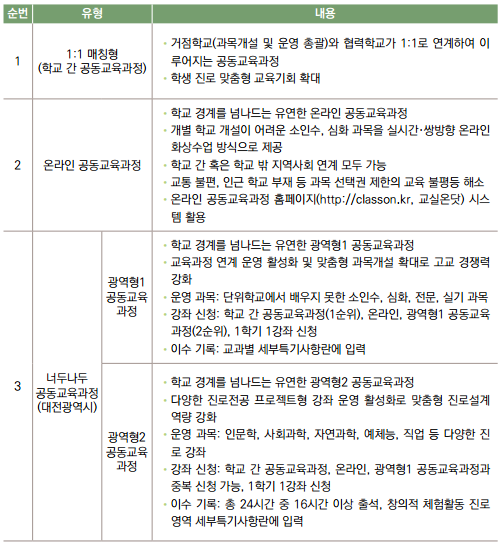 순번 유형 내용
1
1:1 매칭형
(학교 간 공동교육과정)
• 거점학교(과목개설 및 운영 총괄)와 협력학교가 1:1로 연계하여 이
루어지는 공동교육과정
• 학생 진로 맞춤형 교육기회 확대
2
온라인 공동교육과정
• 학교 경계를 넘나드는 유연한 온라인 공동교육과정
• 개별 학교 개설이 어려운 소인수, 심화 과목을 실시간·쌍방향 온라인
화상수업 방식으로 제공
• 학교 간 혹은 학교 밖 지역사회 연계 모두 가능
• 교통 불편, 인근 학교 부재 등 과목 선택권 제한의 교육 불평등 해소
• 온라인 공동교육과정 홈페이지(http://classon.kr, 교실온닷) 시스
템 활용
3
너두나두
공동교육과정
(대전광역시)
광역형1
공동교육
과정
• 학교 경계를 넘나드는 유연한 광역형1 공동교육과정
• 교육과정 연계 운영 활성화 및 맞춤형 과목개설 확대로 고교 경쟁력
강화
• 운영 과목: 단위학교에서 배우지 못한 소인수, 심화, 전문, 실기 과목
• 강좌 신청: 학교 간 공동교육과정(1순위), 온라인, 광역형1 공동교육
과정(2순위), 1학기 1강좌 신청
• 이수 기록: 교과별 세부특기사항란에 입력
광역형2
공동교육
과정
• 학교 경계를 넘나드는 유연한 광역형2 공동교육과정
• 다양한 진로전공 프로젝트형 강좌 운영 활성화로 맞춤형 진로설계
역량 강화
• 운영 과목: 인문학, 사회과학, 자연과학, 예체능, 직업 등 다양한 진
로 강좌
• 강좌 신청: 학교 간 공동교육과정, 온라인, 광역형1 공동교육과정과
중복 신청 가능, 1학기 1강좌 신청
• 이수 기록: 총 24시간 중 16시간 이상 출석, 창의적 체험활동 진로
영역 세부특기사항란에 입력